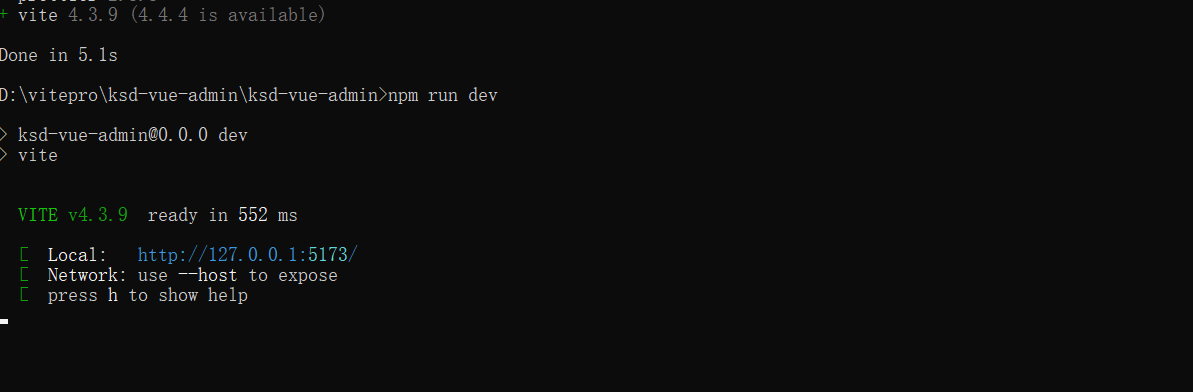 + vite 4.3.9 (4.4.4 is available)
Done in 5.1s
D:\vitepro\ksd-vue-admin\ksd-vue-admin>npm run dev
> ksd-vue-admin@0.0.0 dev
> vite
VITE v4.3.9 ready in 552 ms
Local: http://127.0.0.1:5173/
Network: use --host to expose
press h to show help